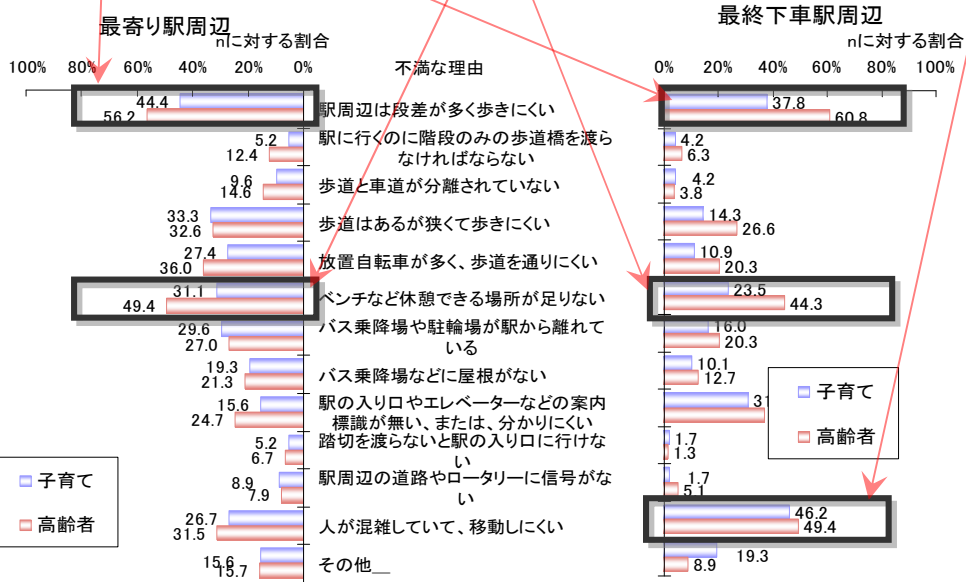 最寄り駅周辺
nに対する割合
100% 80% 60% 40% 20% 0%
不満な理由
最終下車駅周辺
nに対する割合
0% 20% 40% 60% 80% 100%
44.4
56.2
駅周辺は段差が多く歩きにくい
37.8
60.8
5.2
12.4
駅に行くのに階段のみの歩道橋を渡ら
なければならない
4.2
6.3
9.6
14.6
歩道と車道が分離されていない
4.2
3.8
33.3
32.6
歩道はあるが狭くて歩きにくい
14.3
26.6
27.4
36.0
放置自転車が多く、歩道を通りにくい
10.9
20.3
31.1
49.4
ベンチなど休憩できる場所が足りない
23.5
44.3
29.6
27.0
バス乗降場や駐輪場が駅から離れて
いる
16.0
20.3
19.3
21.3
バス乗降場などに屋根がない
10.1
12.7
15.6
24.7
駅の入り口やエレベーターなどの案内
標識が無い、または、分かりにくい
5.2
6.7
踏切を渡らないと駅の入り口に行けな
い
1.7
1.3
8.9
7.9
駅周辺の道路やロータリーに信号がな
い
1.7
5.1
26.7
31.5
人が混雑していて、移動しにくい
46.2
49.4
15.6
15.7
その他__
19.3
8.9
子育て
高齢者
子育て
高齢者